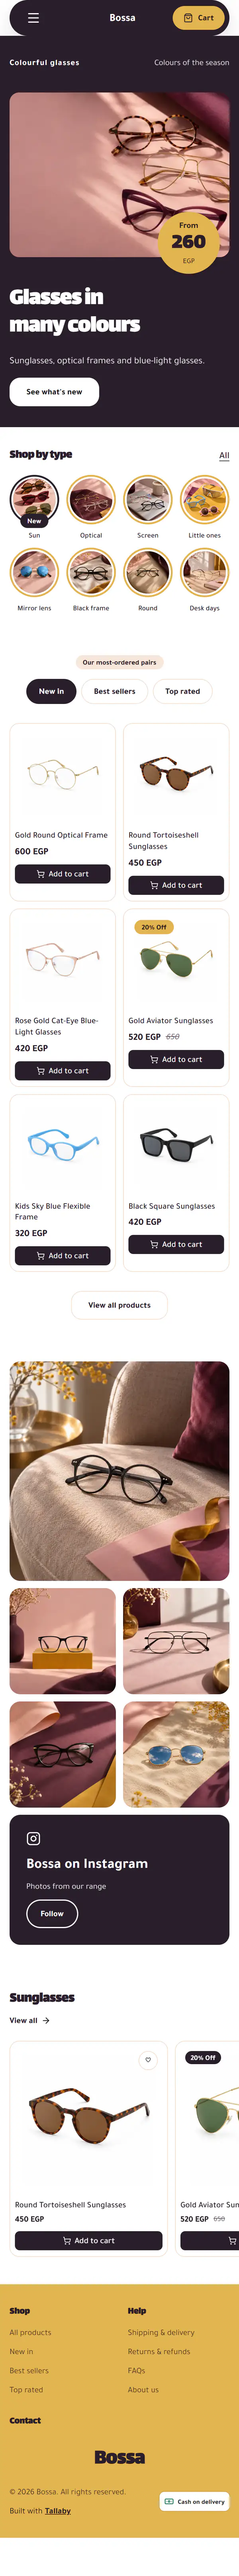 Bossa
Cart
Colourful glasses
Colours of the season
From
260
EGP
Glasses in
many colours
Sunglasses, optical frames and blue-light glasses.
See what's new
Shop by type
All
New
Sun
Optical
Screen
Little ones
Mirror lens
Black frame
Round
Desk days
Our most-ordered pairs
New in
Best sellers
Top rated
Gold Round Optical Frame
600 EGP
Add to cart
Round Tortoiseshell
Sunglasses
450 EGP
Add to cart
Rose Gold Cat-Eye Blue-
Light Glasses
420 EGP
Add to cart
20% Off
Gold Aviator Sunglasses
520 EGP 650
Add to cart
Kids Sky Blue Flexible
Frame
320 EGP
Add to cart
Black Square Sunglasses
420 EGP
Add to cart
View all products
Bossa on Instagram
Photos from our range
Follow
Sunglasses
View all
Round Tortoiseshell Sunglasses
450 EGP
Add to cart
20% Off
Gold Aviator Sun
520 EGP 650
Shop
All products
New in
Best sellers
Top rated
Help
Shipping & delivery
Returns & refunds
FAQs
About us
Contact
Bossa
© 2026 Bossa. All rights reserved.
Built with Tallaby
Cash on delivery